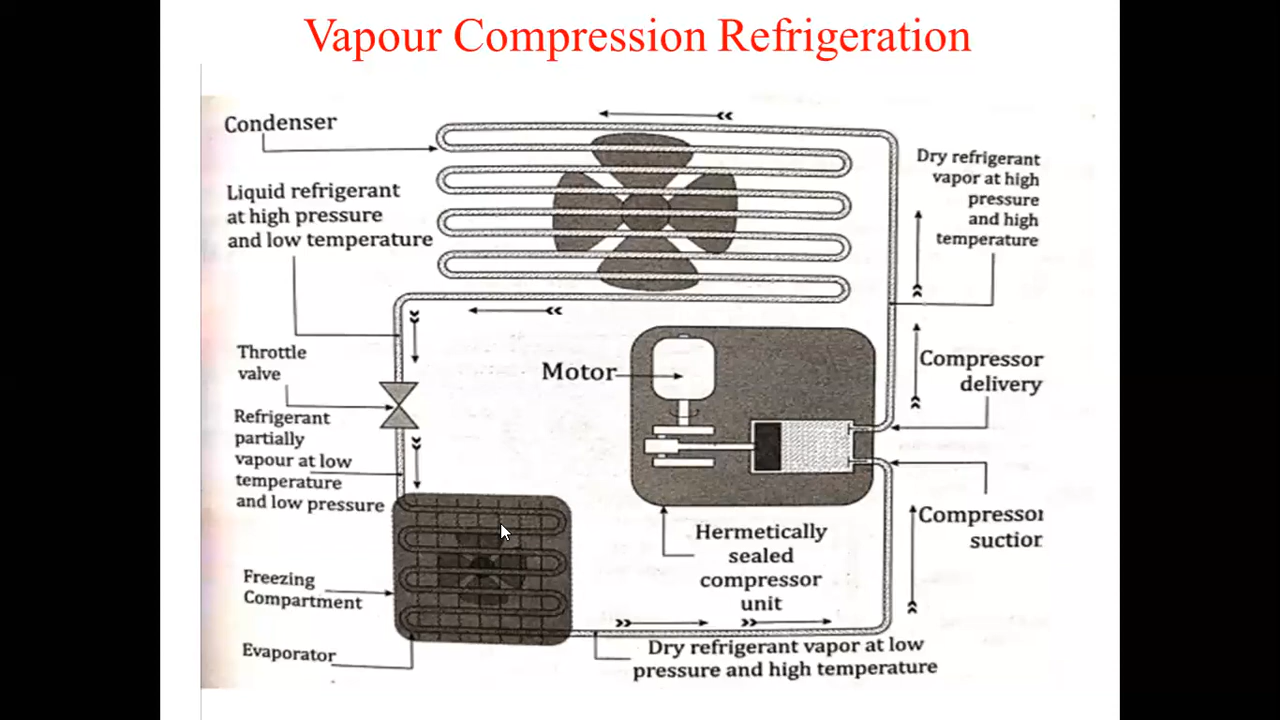 Vapour Compression Refrigeration
Condenser
Liquid refrigerant
at high pressure
and low temperature
Throttle
valve
Refrigerant
partially
vapour at low
temperature
and low pressure
Freezing
Compartment
Evaporator
Motor
Hermetically
sealed
compressor
unit
Dry refrigerant vapor at low
pressure and high temperature
Dry refrigerant
vapor at high
pressure
and high
temperature
Compressor
delivery
Compressor
suction